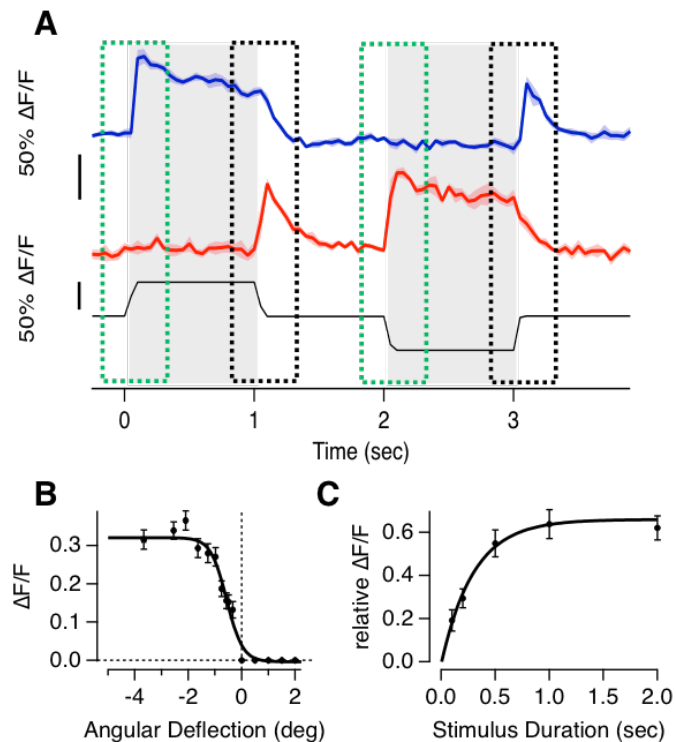 A
50% ΔF/F
50% ΔF/F
0 1 2 3
Time (sec)
B
ΔF/F
0.3
0.2
0.1
0.0
-4 -2 0 2
Angular Deflection (deg)
C
relative ΔF/F
0.6
0.4
0.2
0.0
0.0 0.5 1.0 1.5 2.0
Stimulus Duration (sec)